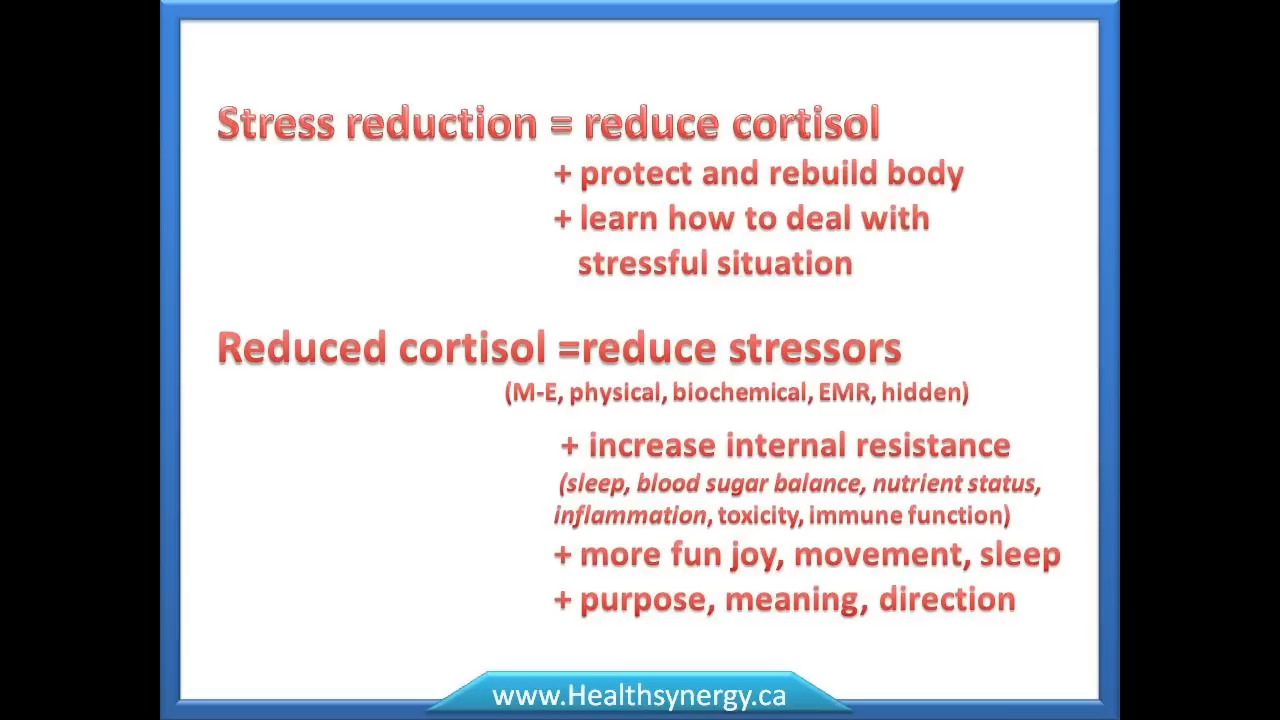 Stress reduction = reduce cortisol
+ protect and rebuild body
+ learn how to deal with
stressful situation
Reduced cortisol =reduce stressors
(M-E, physical, biochemical, EMR, hidden)
+ increase internal resistance
(sleep, blood sugar balance, nutrient status,
inflammation, toxicity, immune function)
+ more fun joy, movement, sleep
+ purpose, meaning, direction
www.Healthsynergy.ca